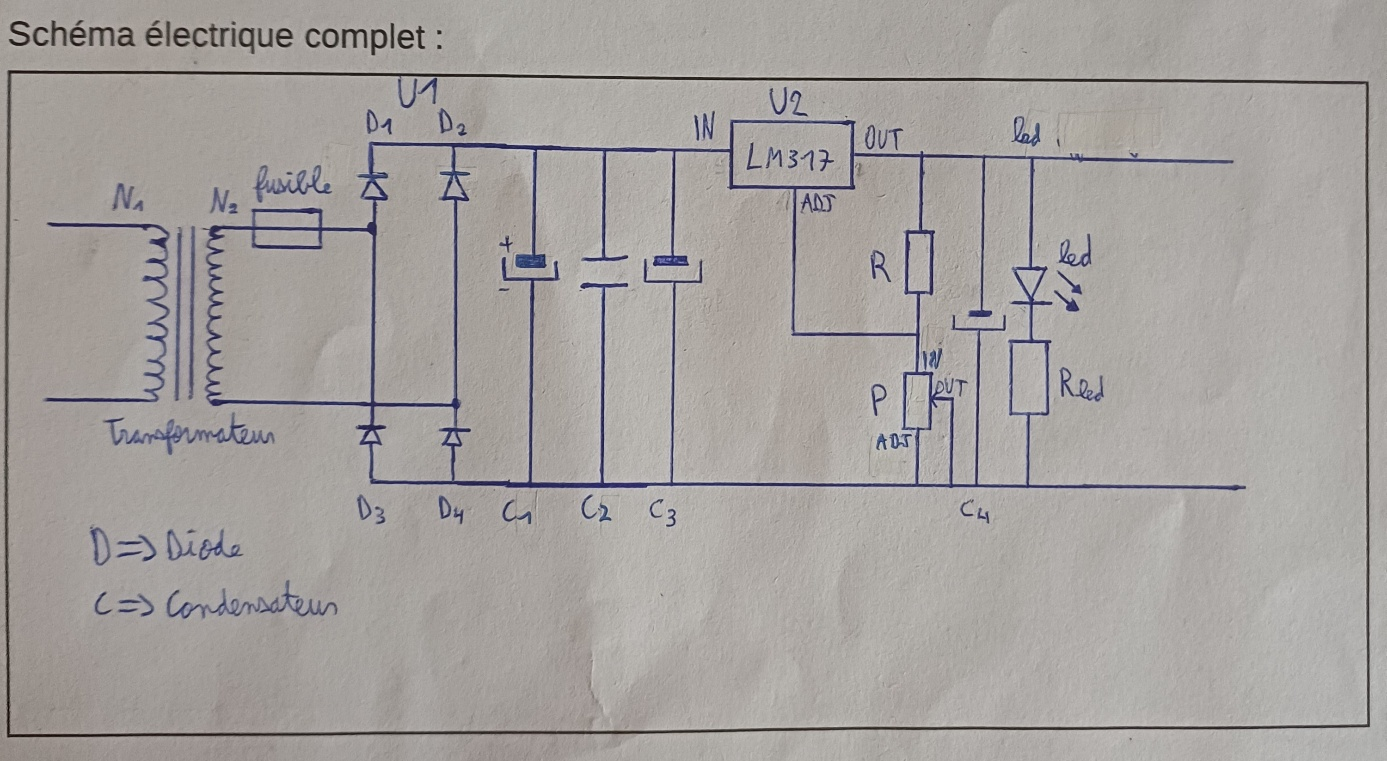 Schéma électrique complet :
U1
D1 D2
U2
IN LM317 OUT
ADJ
led
N1 N2 fusible
+
-
R
led
IN
P OUT
ADJ
Rled
Transformateur
D3 D4 C1 C2 C3 C4
D => Diode
C => Condensateur